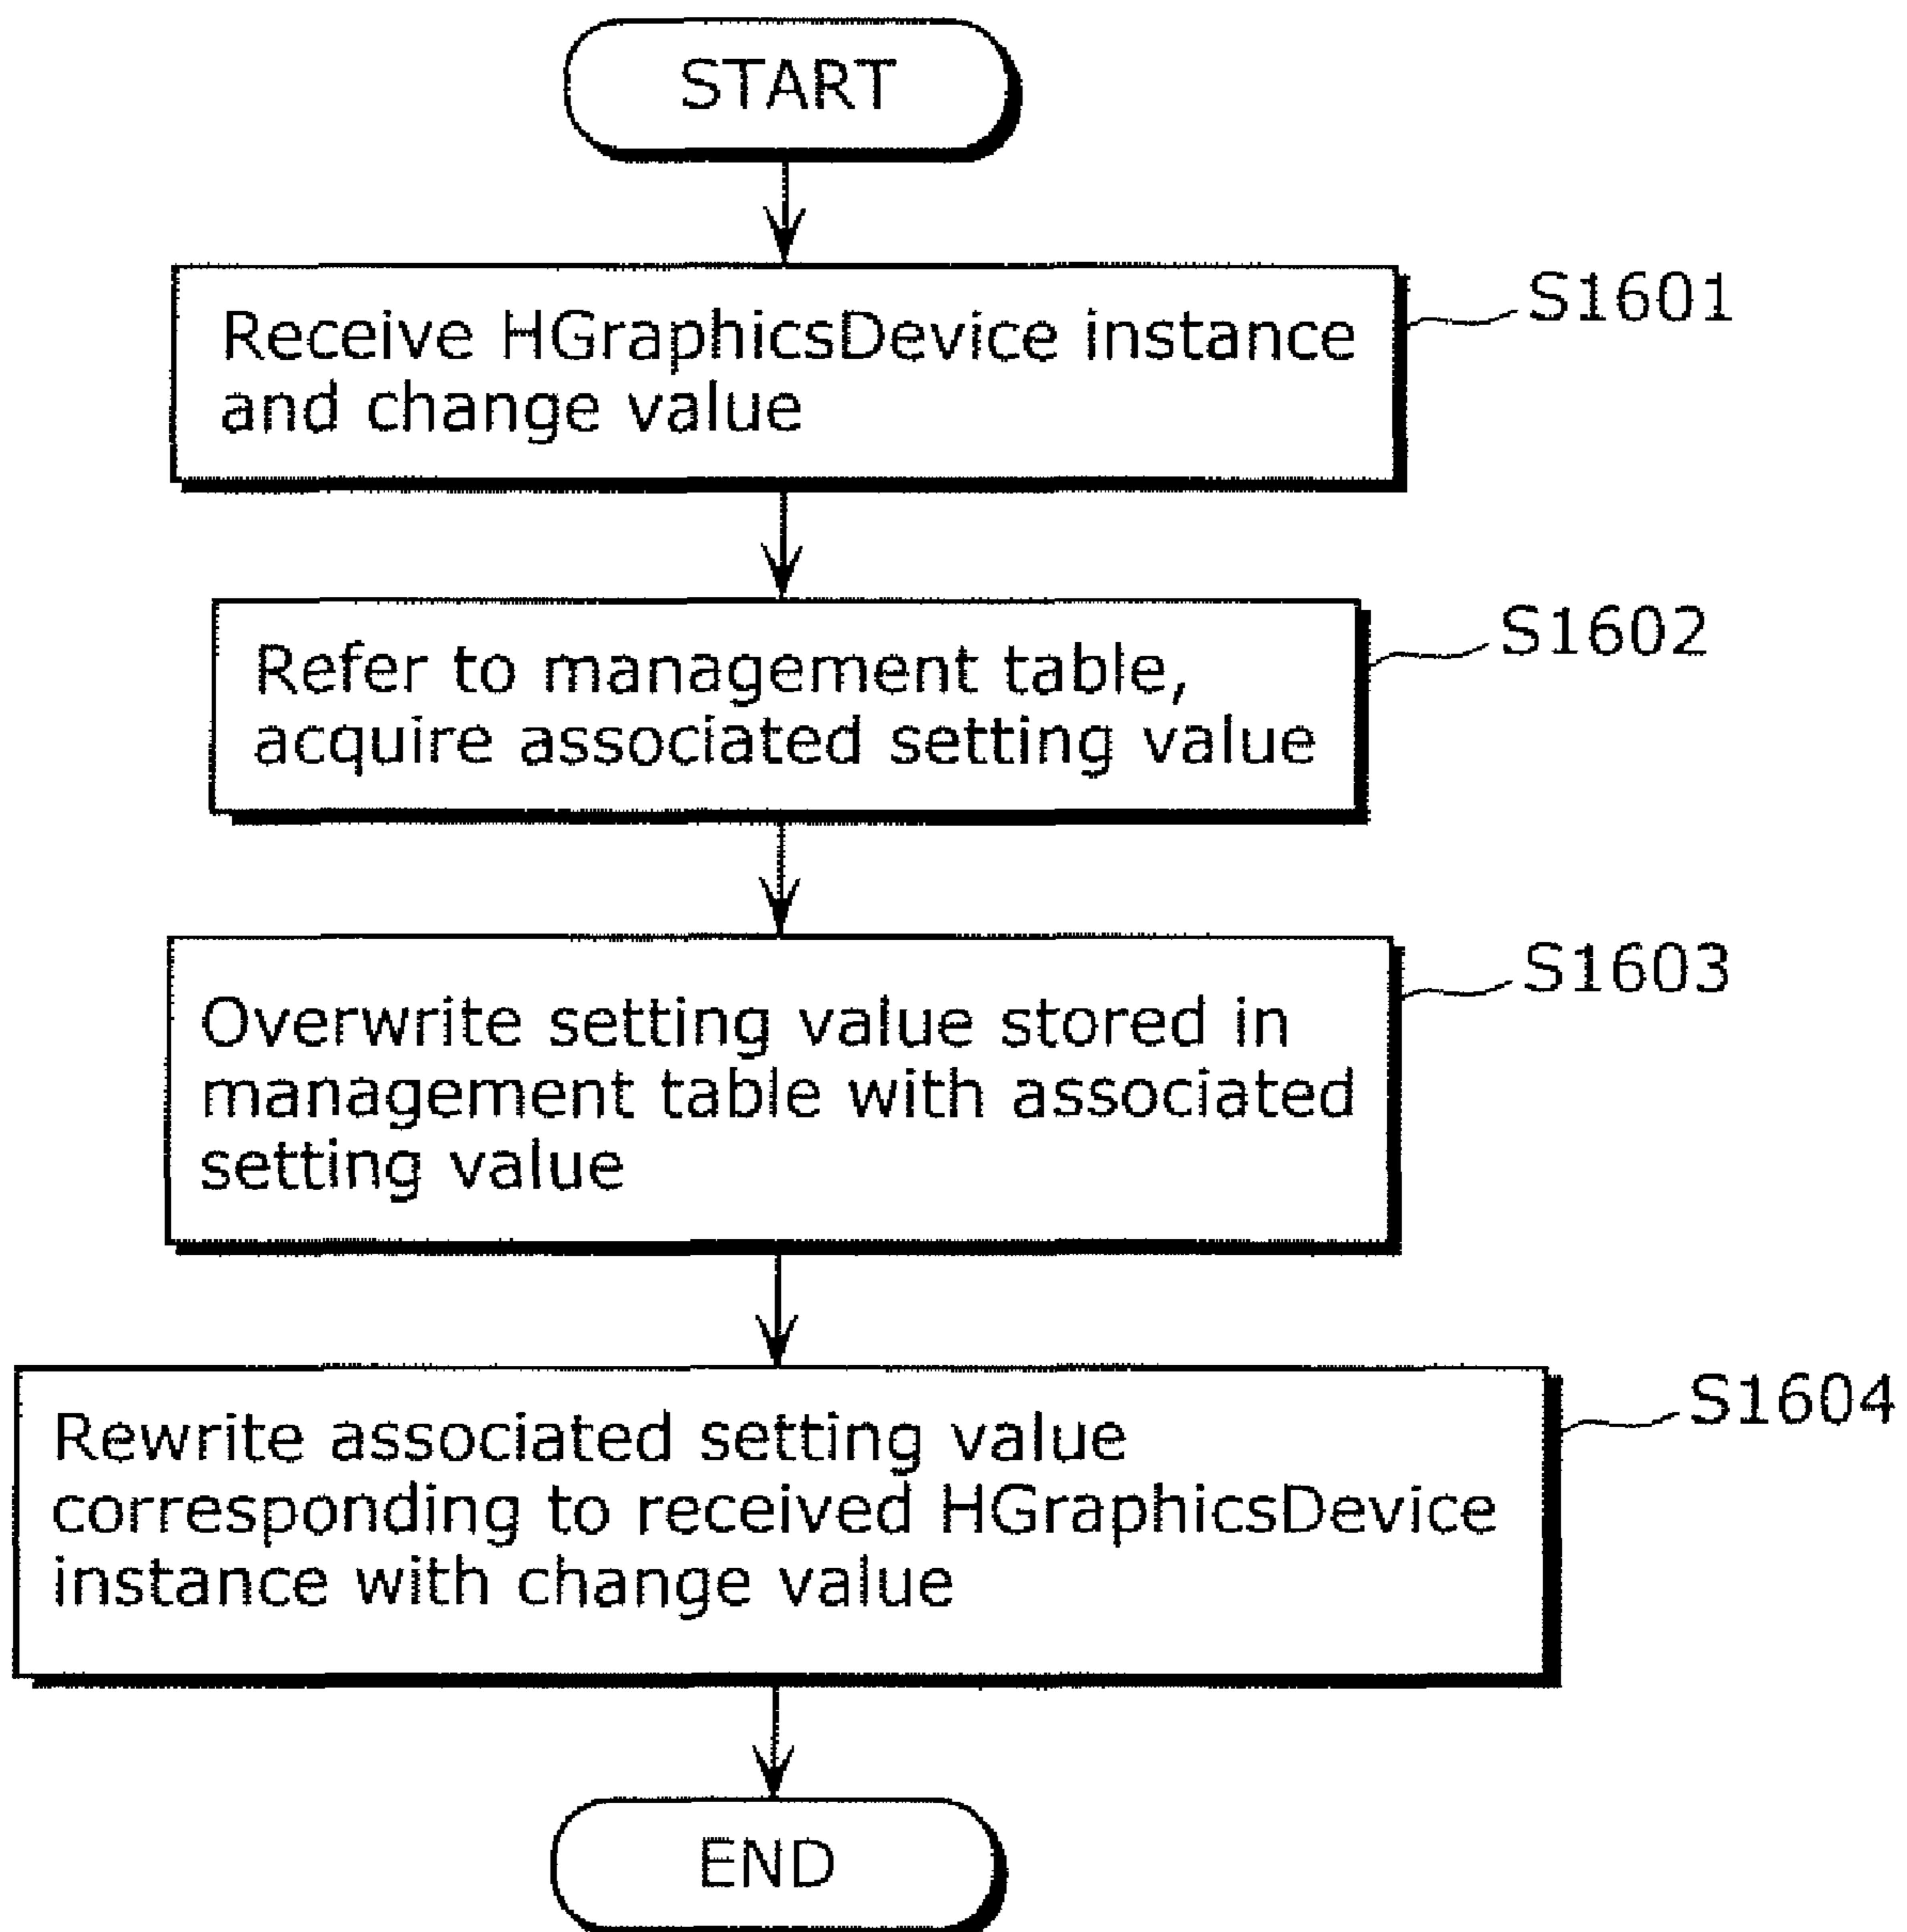 START
Receive HGraphicsDevice instance
and change value
S1601
Refer to management table,
acquire associated setting value
S1602
Overwrite setting value stored in
management table with associated
setting value
S1603
Rewrite associated setting value
corresponding to received HGraphicsDevice
instance with change value
S1604
END